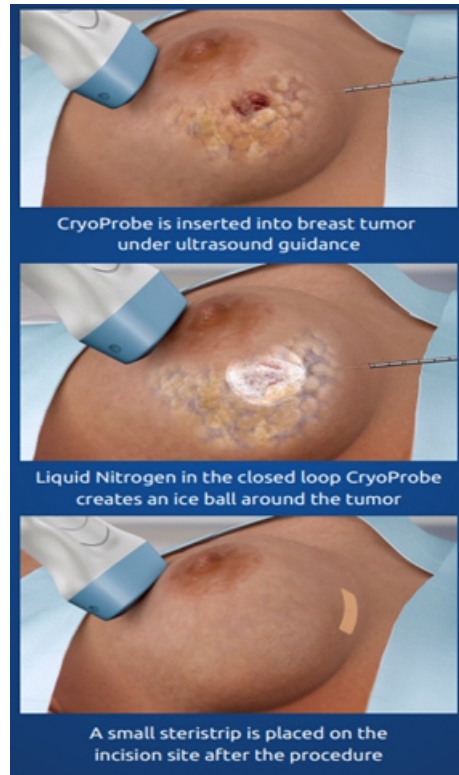 CryoProbe is inserted into breast tumor
under ultrasound guidance
Liquid Nitrogen in the closed loop CryoProbe
creates an ice ball around the tumor
A small steristrip is placed on the
incision site after the procedure